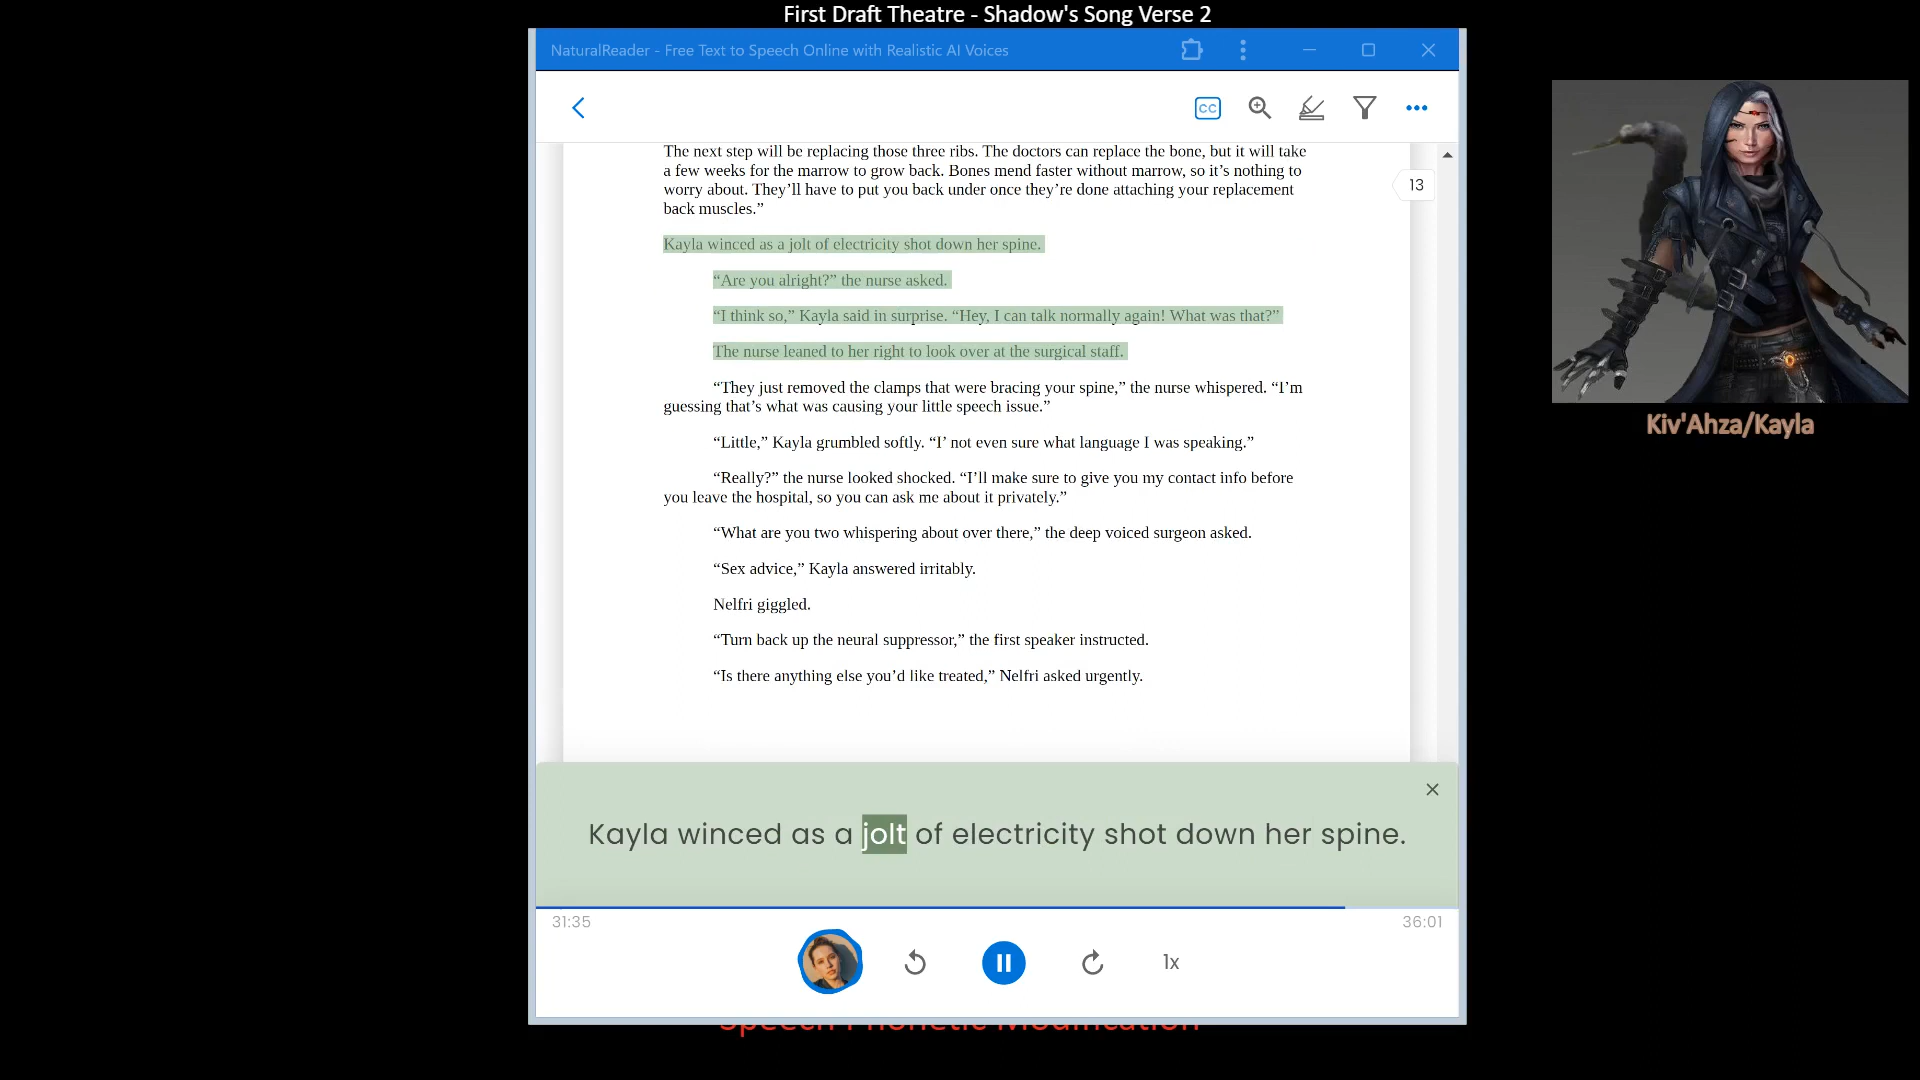 First Draft Theatre - Shadow's Song Verse 2
NaturalReader - Free Text to Speech Online with Realistic AI Voices
CC
The next step will be replacing those three ribs. The doctors can replace the bone, but it will take
a few weeks for the marrow to grow back. Bones mend faster without marrow, so it’s nothing to
worry about. They’ll have to put you back under once they’re done attaching your replacement
back muscles.”
13
Kayla winced as a jolt of electricity shot down her spine.
“Are you alright?” the nurse asked.
“I think so,” Kayla said in surprise. “Hey, I can talk normally again! What was that?”
The nurse leaned to her right to look over at the surgical staff.
“They just removed the clamps that were bracing your spine,” the nurse whispered. “I’m
guessing that’s what was causing your little speech issue.”
“Little,” Kayla grumbled softly. “I’ not even sure what language I was speaking.”
“Really?” the nurse looked shocked. “I’ll make sure to give you my contact info before
you leave the hospital, so you can ask me about it privately.”
“What are you two whispering about over there,” the deep voiced surgeon asked.
“Sex advice,” Kayla answered irritably.
Nelfri giggled.
“Turn back up the neural suppressor,” the first speaker instructed.
“Is there anything else you’d like treated,” Nelfri asked urgently.
Kayla winced as a jolt of electricity shot down her spine.
31:35
36:01
1x
Speech Phonetic Modification
Kiv'Ahza/Kayla